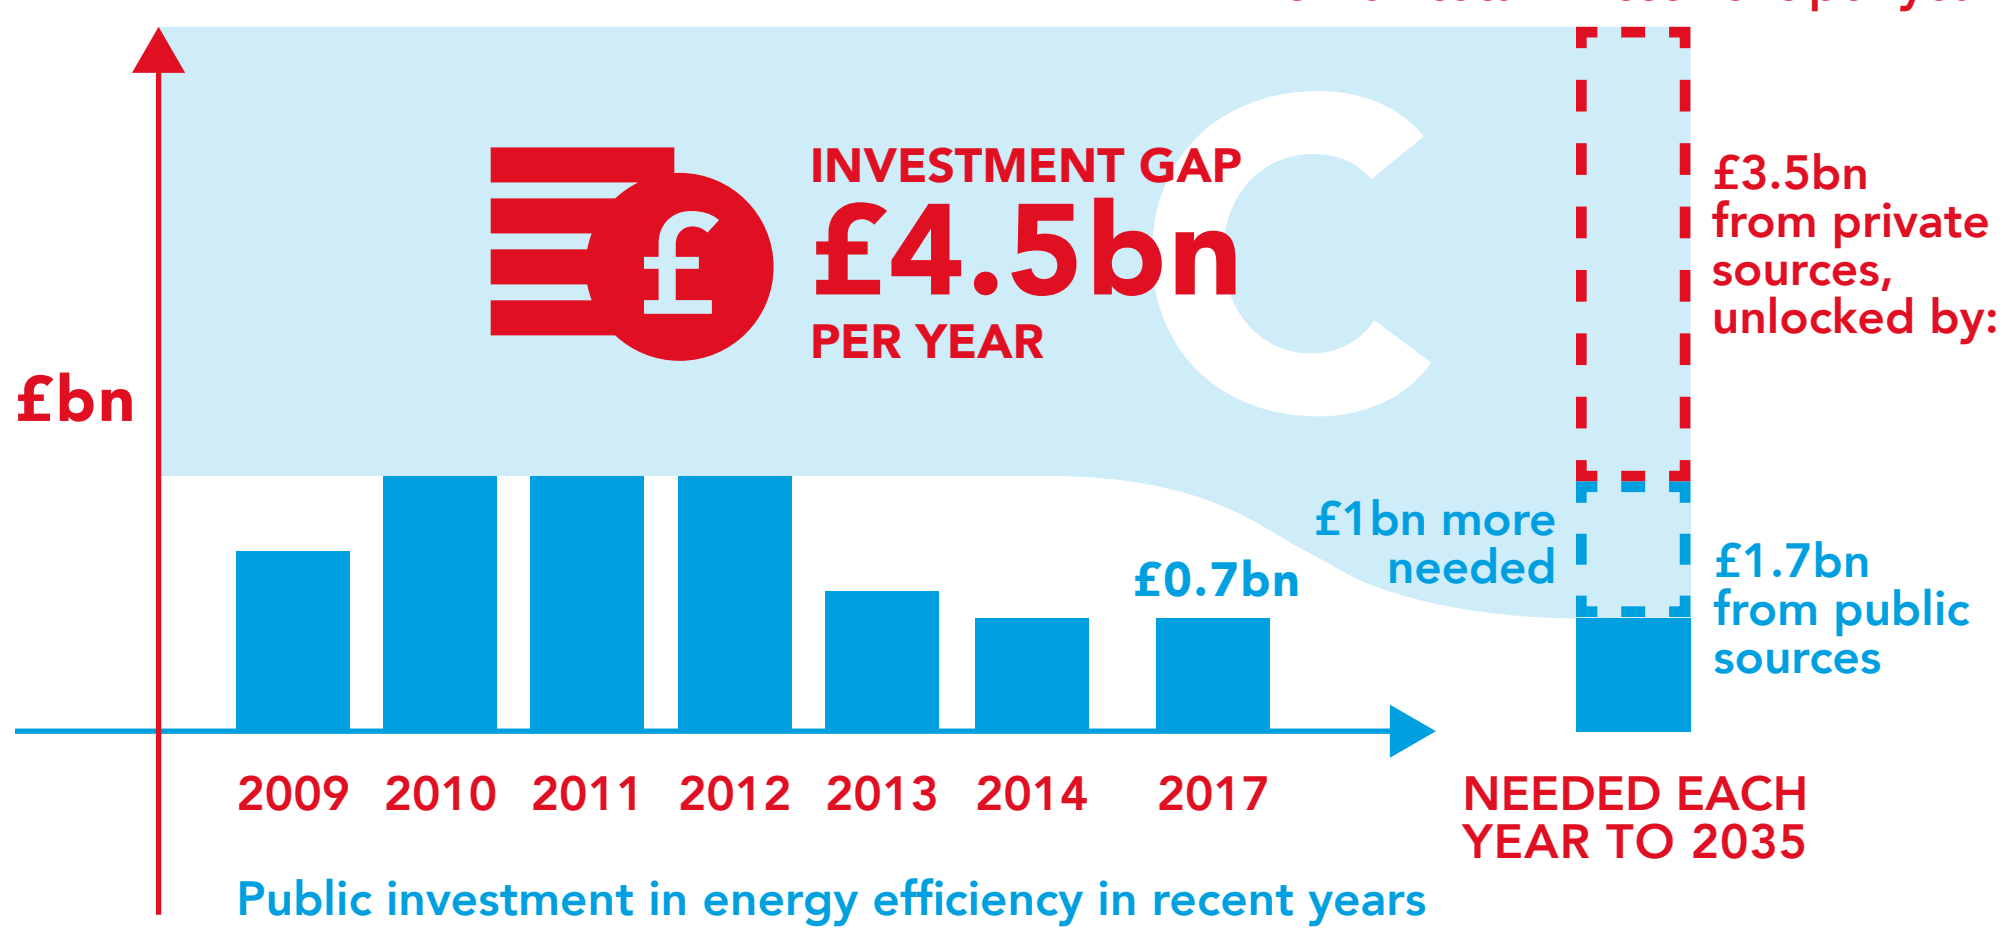 INVESTMENT GAP
£4.5bn
PER YEAR
£
C
£3.5bn
from private
sources,
unlocked by:
£bn
£1bn more
needed
£0.7bn
£1.7bn
from public
sources
2009 2010 2011 2012 2013 2014 2017
NEEDED EACH
YEAR TO 2035
Public investment in energy efficiency in recent years